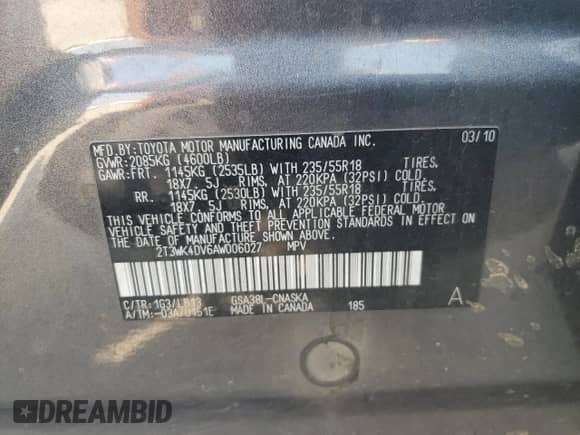 MFD.BY:TOYOTA MOTOR MANUFACTURING CANADA INC. 03/10
GVWR:2085KG (4600LB)
GAWR:FRT. 1145KG (2535LB) WITH 235/55R18 TIRES,
18X7 5J RIMS, AT 220KPA (32PSI) COLD.
RR. 1145KG (2530LB) WITH 235/55R18 TIRES,
18X7 5J RIMS, AT 220KPA (32PSI) COLD.
THIS VEHICLE CONFORMS TO ALL APPLICABLE FEDERAL MOTOR
VEHICLE SAFETY AND THEFT PREVENTION STANDARDS IN EFFECT ON
THE DATE OF MANUFACTURE SHOWN ABOVE.
2T3WK4DV6AW006027 MPV
C/TR:1G3/LB13 GSA38L-CNASKA A
A/TM:-03A/U151E MADE IN CANADA 185
DREAMBID